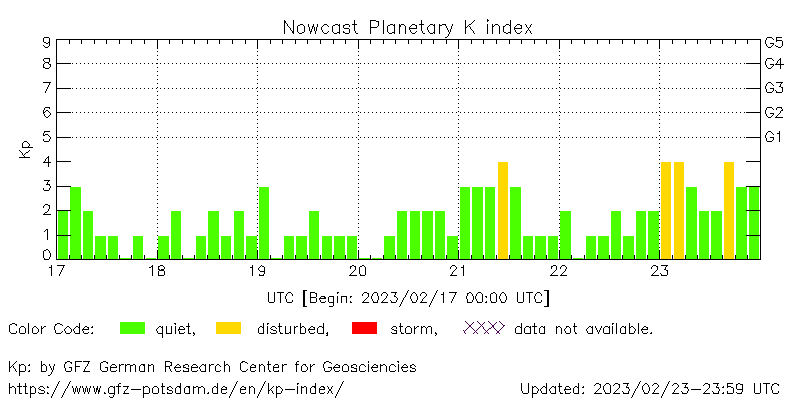 Nowcast Planetary K index
9 G5
8 G4
7 G3
6 G2
5 G1
Kp
4
3
2
1
0
17 18 19 20 21 22 23
UTC [Begin: 2023/02/17 00:00 UTC]
Color Code: quiet, disturbed, storm, data not available.
Kp: by GFZ German Research Center for Geosciencies
https://www.gfz-potsdam.de/en/kp-index/ Updated: 2023/02/23-23:59 UTC